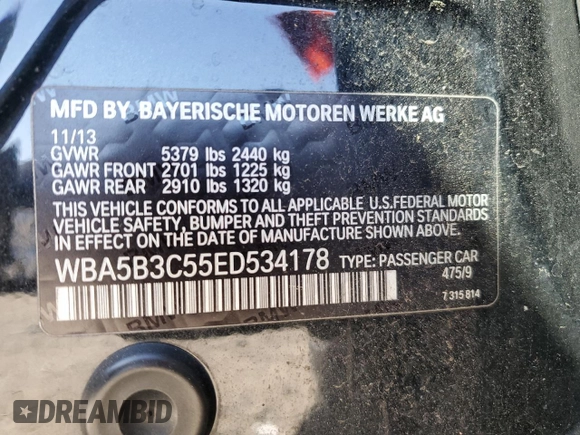 MFD BY BAYERISCHE MOTOREN WERKE AG
11/13
GVWR 5379 lbs 2440 kg
GAWR FRONT 2701 lbs 1225 kg
GAWR REAR 2910 lbs 1320 kg
THIS VEHICLE CONFORMS TO ALL APPLICABLE U.S.FEDERAL MOTOR
VEHICLE SAFETY, BUMPER AND THEFT PREVENTION STANDARDS
IN EFFECT ON THE DATE OF MANUFACTURE SHOWN ABOVE.
WBA5B3C55ED534178 TYPE: PASSENGER CAR
475/9
7 315 814
DREAMBID